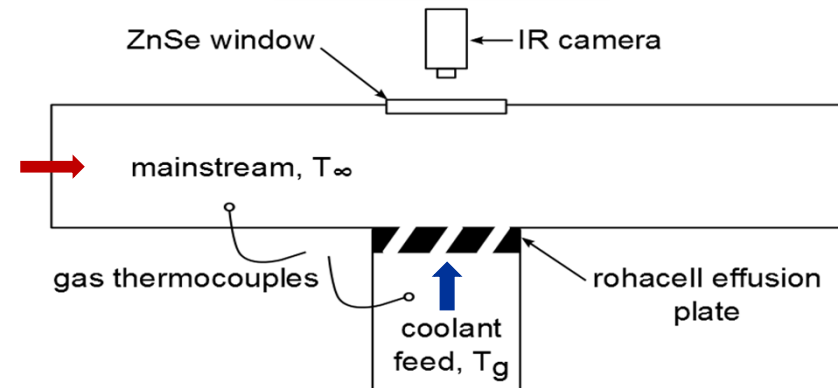 ZnSe window
IR camera
mainstream, T∞
gas thermocouples
rohacell effusion
plate
coolant
feed, Tg